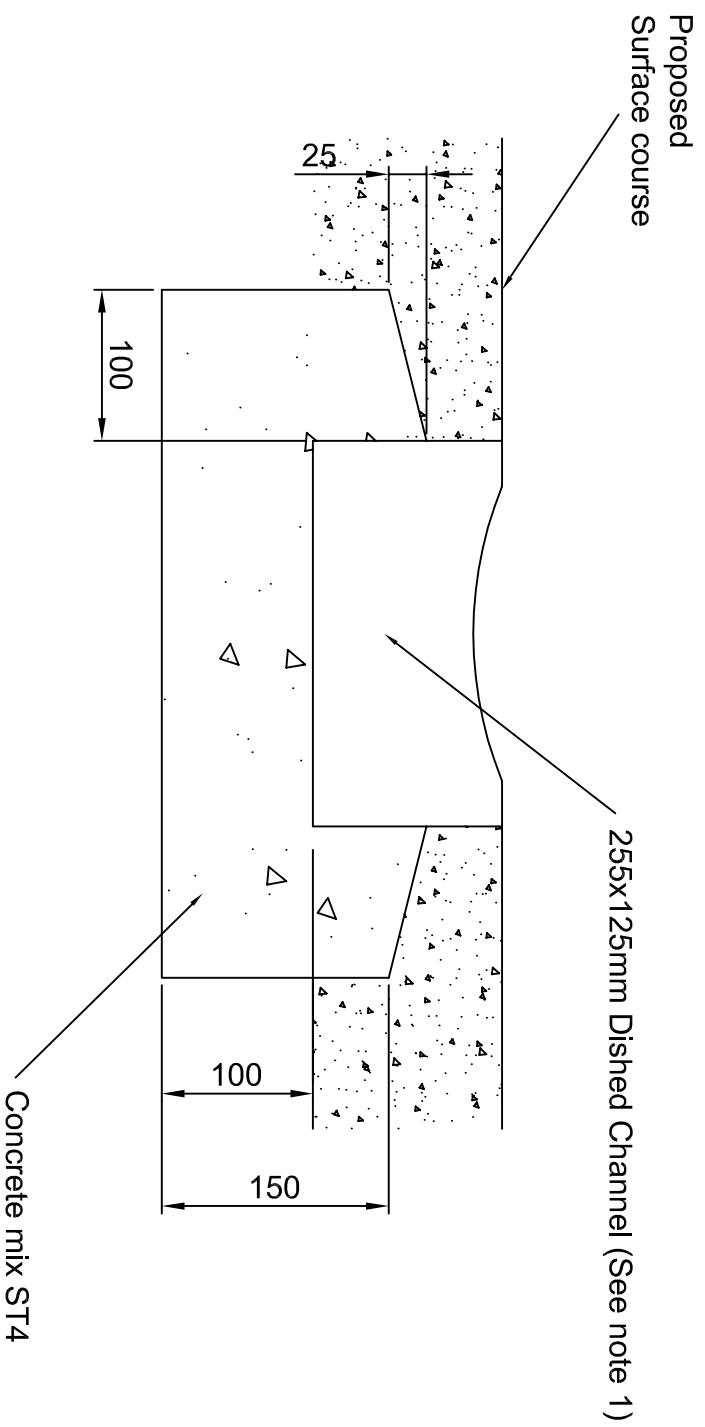 Proposed
Surface course
255x125mm Dished Channel (See note 1)
25
100
100
150
Concrete mix ST4